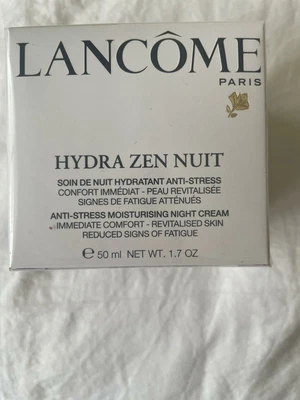 LANCÔME
PARIS
HYDRA ZEN NUIT
SOIN DE NUIT HYDRATANT ANTI-STRESS
CONFORT IMMÉDIAT - PEAU REVITALISÉE
SIGNES DE FATIGUE ATTÉNUÉS
ANTI-STRESS MOISTURISING NIGHT CREAM
IMMEDIATE COMFORT - REVITALISED SKIN
REDUCED SIGNS OF FATIGUE
℮ 50 ml NET WT. 1.7 OZ